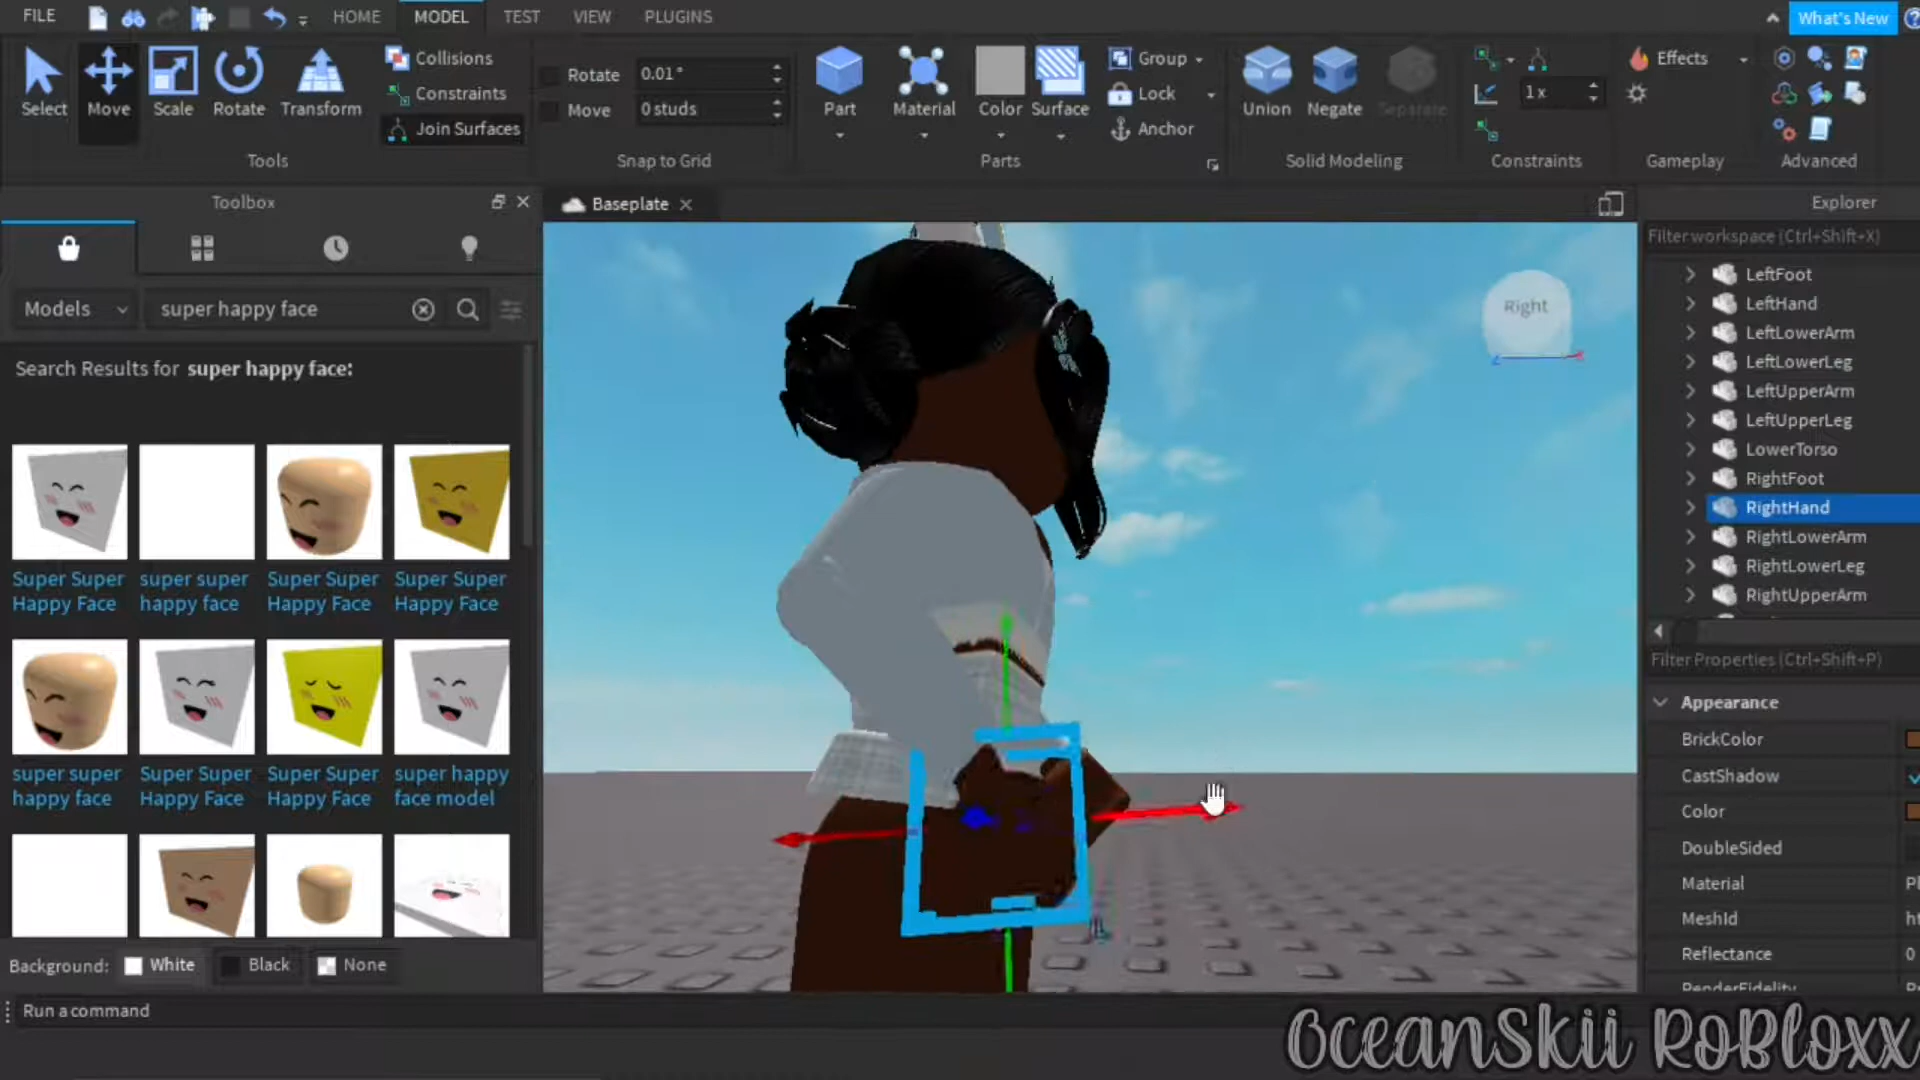 FILE
HOME
MODEL
TEST
VIEW
PLUGINS
What's New
Select
Move
Scale
Rotate
Transform
Collisions
Constraints
Join Surfaces
Tools
Rotate
0.01°
Move
0 studs
Snap to Grid
Part
Material
Color
Surface
Group
Lock
Anchor
Parts
Union
Negate
Separate
Solid Modeling
1x
Constraints
Effects
Gameplay
Advanced
Toolbox
Baseplate
Explorer
Models
super happy face
Search Results for super happy face:
Super Super
Happy Face
super super
happy face
Super Super
Happy Face
Super Super
Happy Face
super super
happy face
Super Super
Happy Face
Super Super
Happy Face
super happy
face model
Background:
White
Black
None
Run a command
Right
Filter workspace (Ctrl+Shift+X)
LeftFoot
LeftHand
LeftLowerArm
LeftLowerLeg
LeftUpperArm
LeftUpperLeg
LowerTorso
RightFoot
RightHand
RightLowerArm
RightLowerLeg
RightUpperArm
Filter Properties (Ctrl+Shift+P)
Appearance
BrickColor
CastShadow
Color
DoubleSided
Material
Pl
MeshId
ht
Reflectance
0
RenderFidelity
OceanSkii RoBloxx